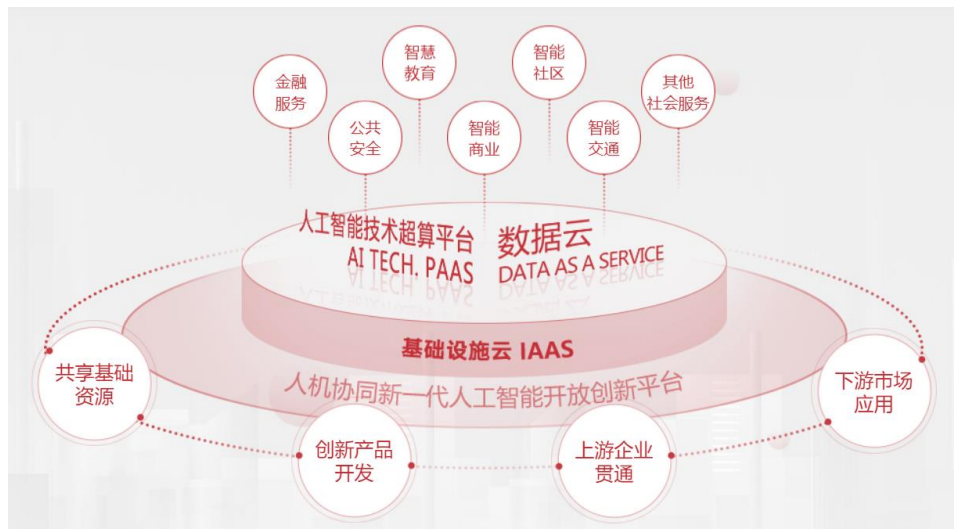 金融
服务
智慧
教育
智能
社区
其他
社会服务
公共
安全
智能
商业
智能
交通
人工智能技术超算平台
AI TECH. PAAS
数据云
DATA AS A SERVICE
基础设施云 IAAS
人机协同新一代人工智能开放创新平台
共享基础
资源
创新产品
开发
上游企业
贯通
下游市场
应用